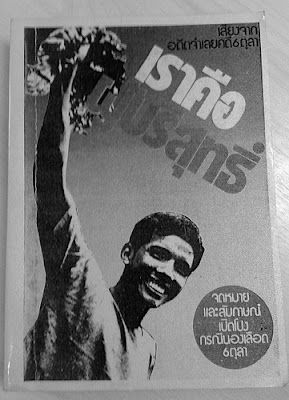 เสียงจาก
อดีตจำเลยคดี๖ตุลา
เราคือ
ผู้บริสุทธิ์
จดหมาย
และสัมภาษณ์
เปิดโปง
กรณีนองเลือด
๖ตุลา